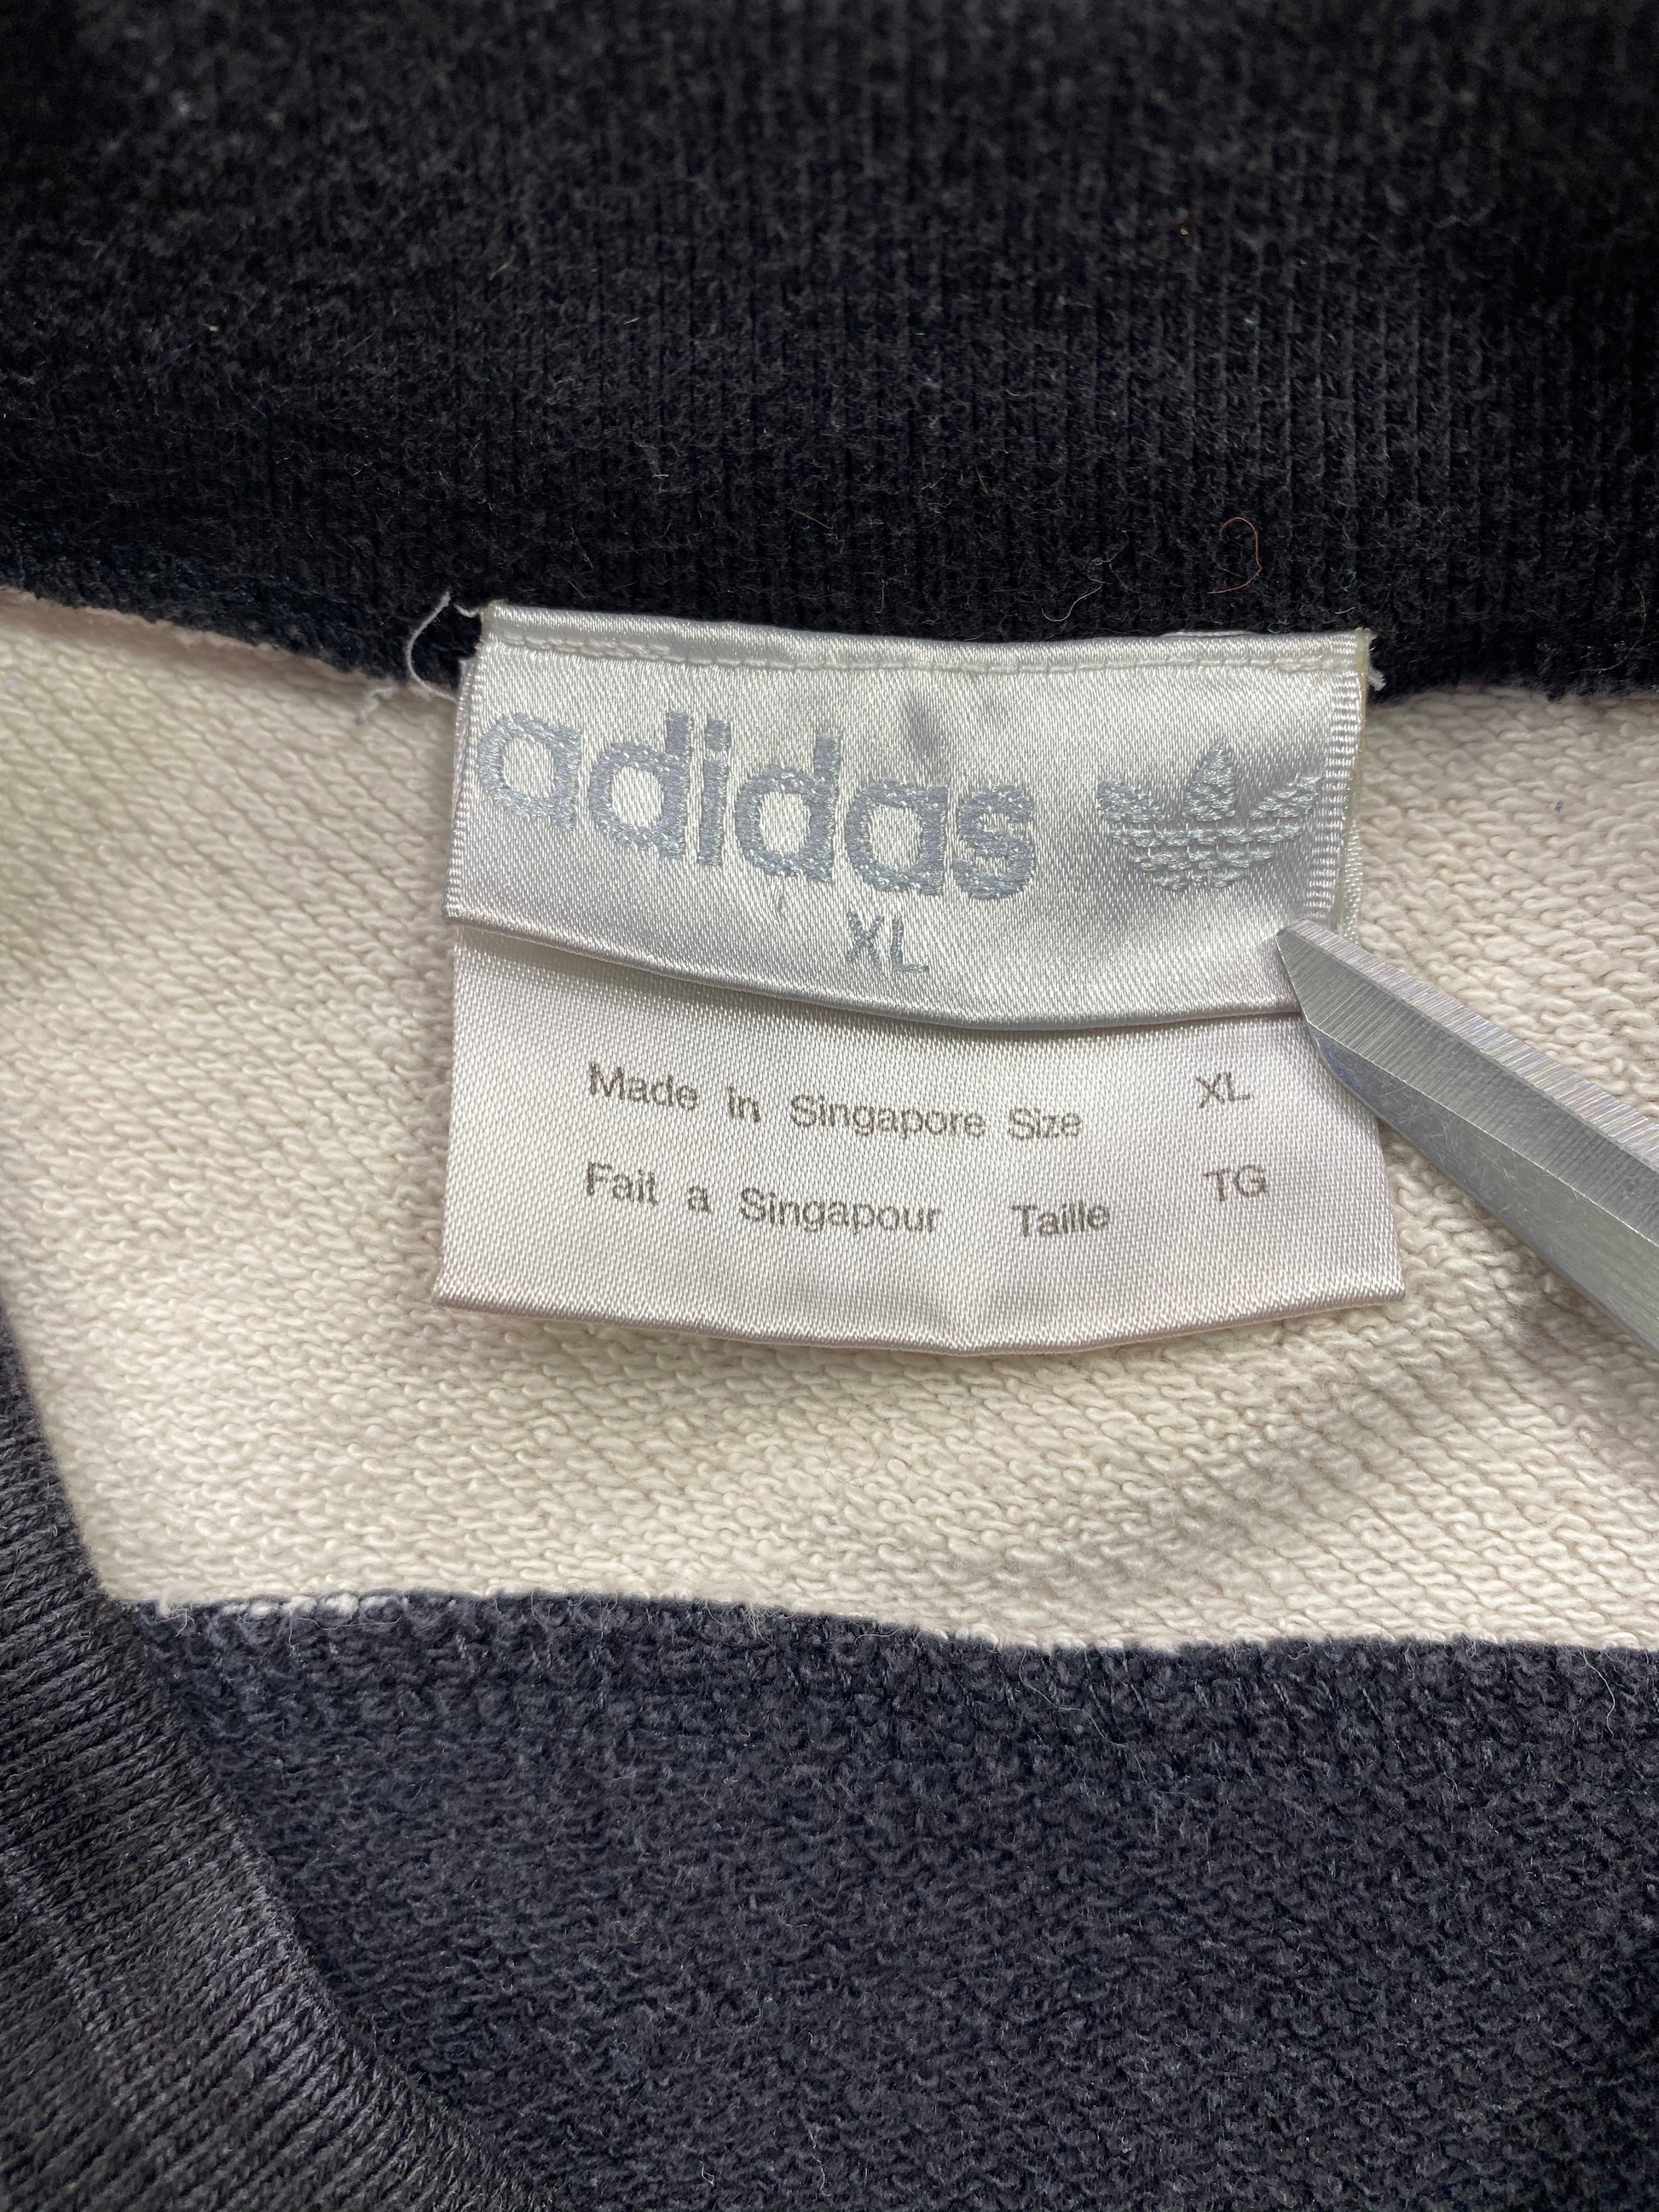 adidas
XL
Made in Singapore Size XL
Fait a Singapour Taille TG